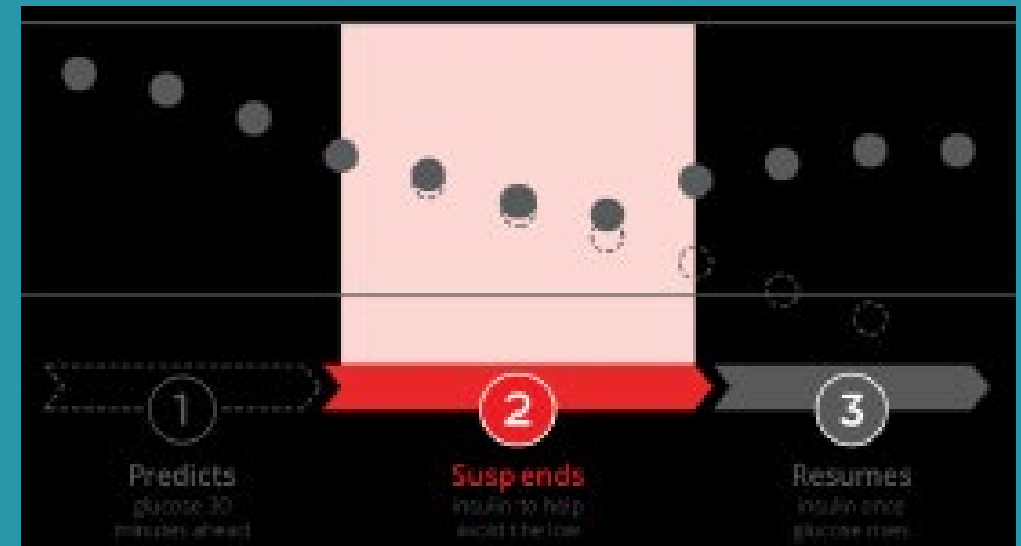 1
Predicts
glucose 30
minutes ahead
2
Suspends
insulin to help
avoid the low
3
Resumes
insulin once
glucose rises